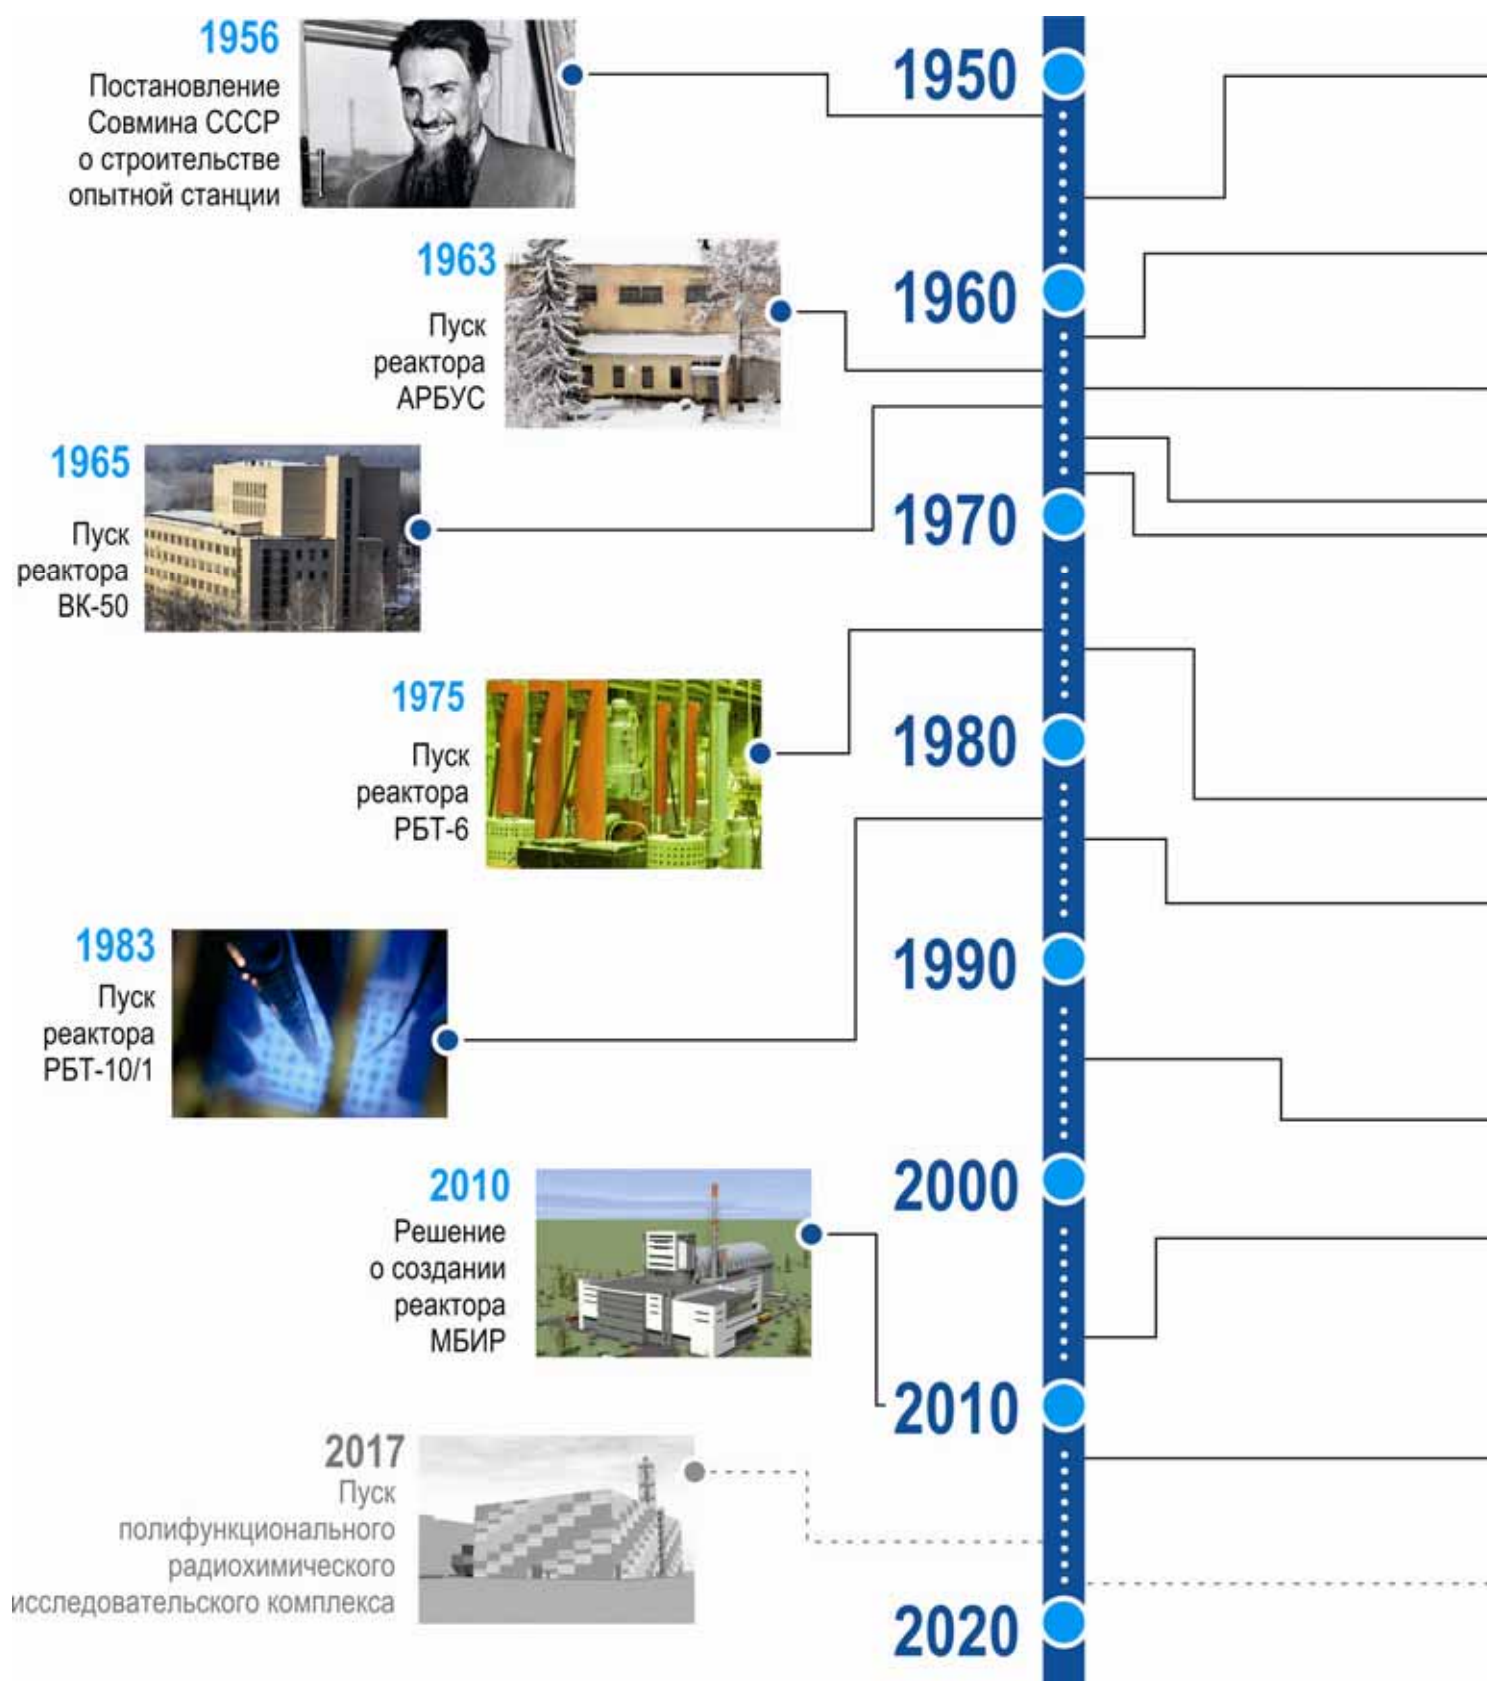 1956
Постановление
Совмина СССР
о строительстве
опытной станции
1950
1963
Пуск
реактора
АРБУС
1960
1965
Пуск
реактора
ВК-50
1970
1975
Пуск
реактора
РБТ-6
1980
1983
Пуск
реактора
РБТ-10/1
1990
2010
Решение
о создании
реактора
МБИР
2000
2010
2017
Пуск
полифункционального
радиохимического
исследовательского комплекса
2020